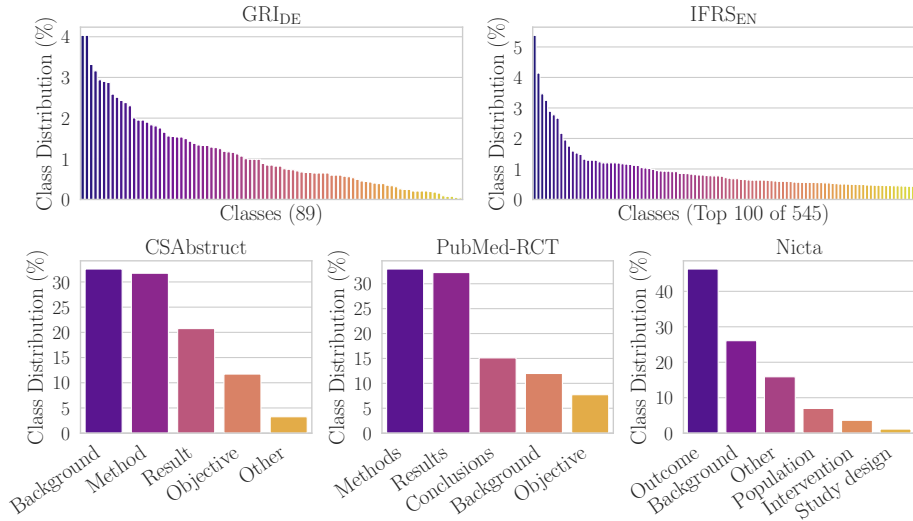 GRI_DE
Class Distribution (%)
4
3
2
1
0
Classes (89)
IFRS_EN
Class Distribution (%)
5
4
3
2
1
0
Classes (Top 100 of 545)
CSAbstruct
Class Distribution (%)
30
25
20
15
10
5
0
Background
Method
Result
Objective
Other
PubMed-RCT
Class Distribution (%)
30
25
20
15
10
5
0
Methods
Results
Conclusions
Background
Objective
Nicta
Class Distribution (%)
40
30
20
10
0
Outcome
Background
Other
Population
Intervention
Study design